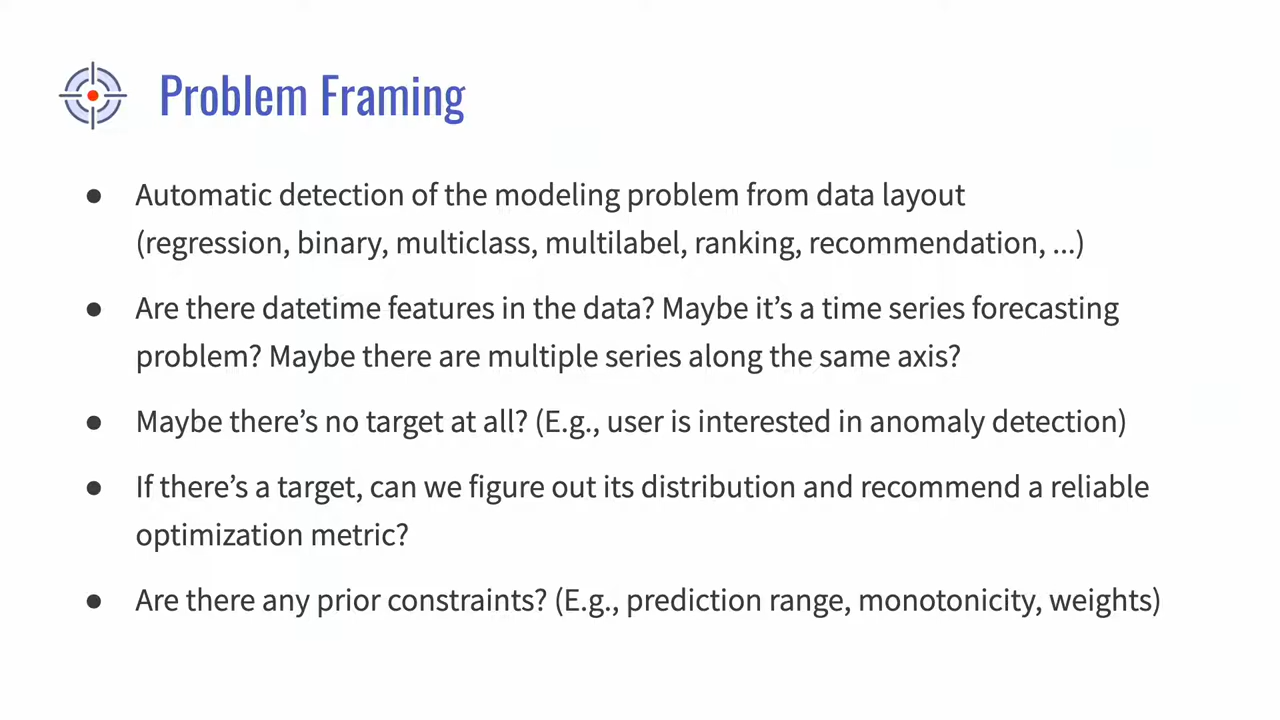 Problem Framing
● Automatic detection of the modeling problem from data layout
(regression, binary, multiclass, multilabel, ranking, recommendation, ...)
● Are there datetime features in the data? Maybe it’s a time series forecasting
problem? Maybe there are multiple series along the same axis?
● Maybe there’s no target at all? (E.g., user is interested in anomaly detection)
● If there’s a target, can we figure out its distribution and recommend a reliable
optimization metric?
● Are there any prior constraints? (E.g., prediction range, monotonicity, weights)